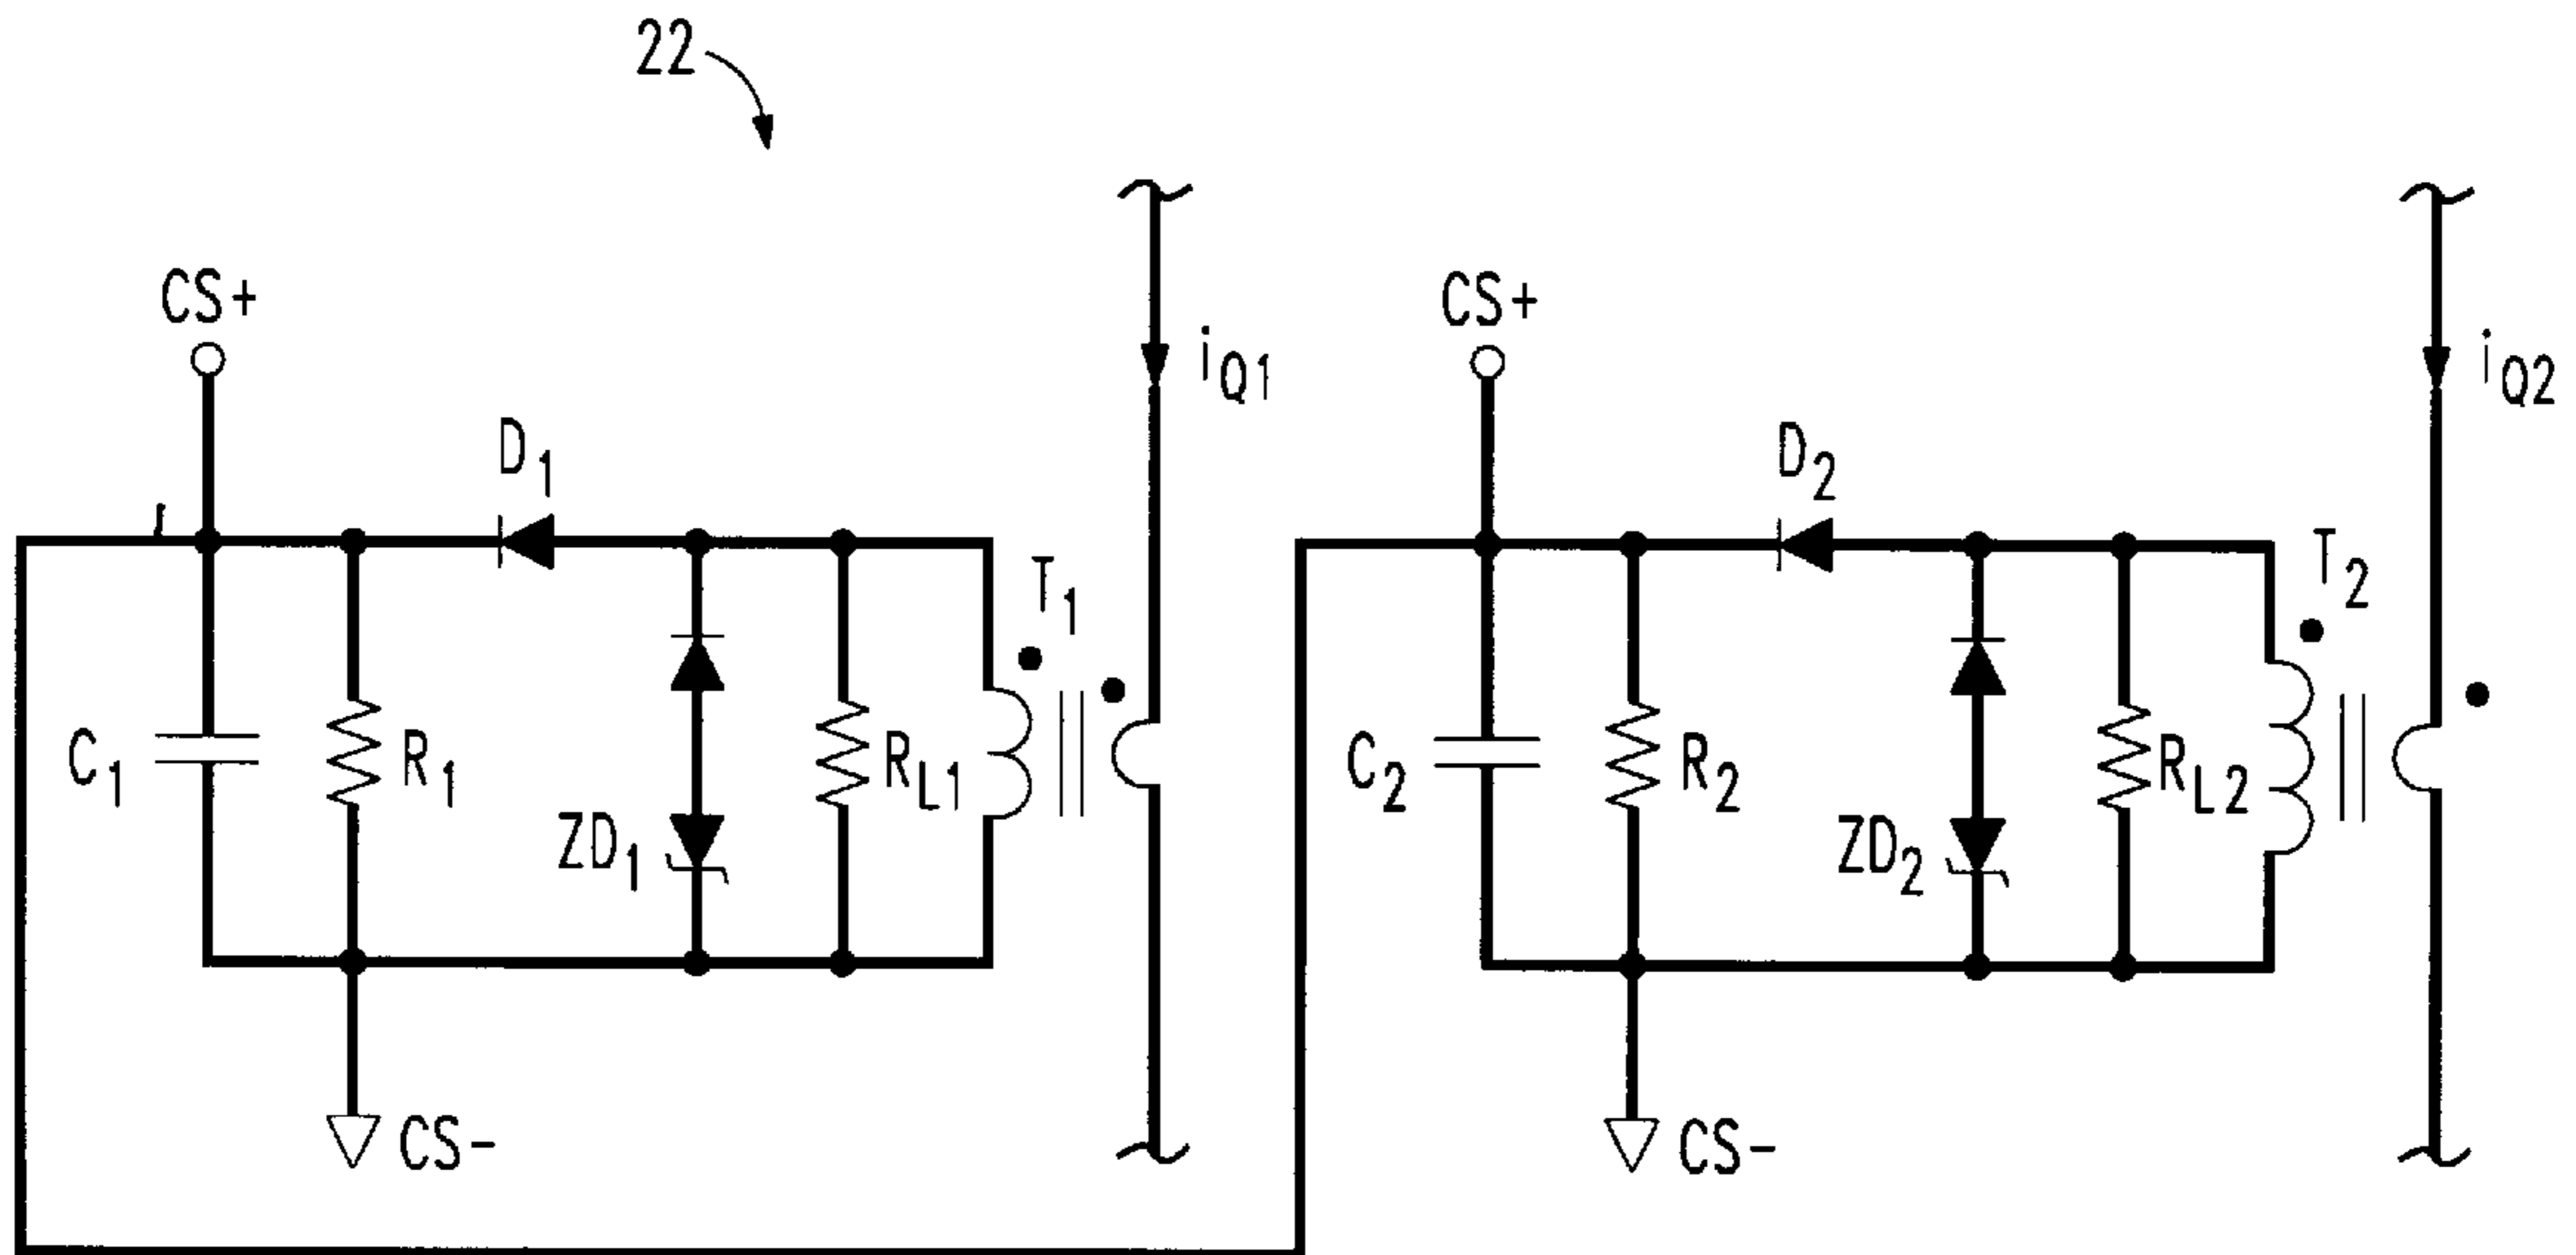 22
CS+
CS+
iQ1
iQ2
D1
D2
T1
T2
C1
R1
RL1
C2
R2
RL2
ZD1
ZD2
CS-
CS-